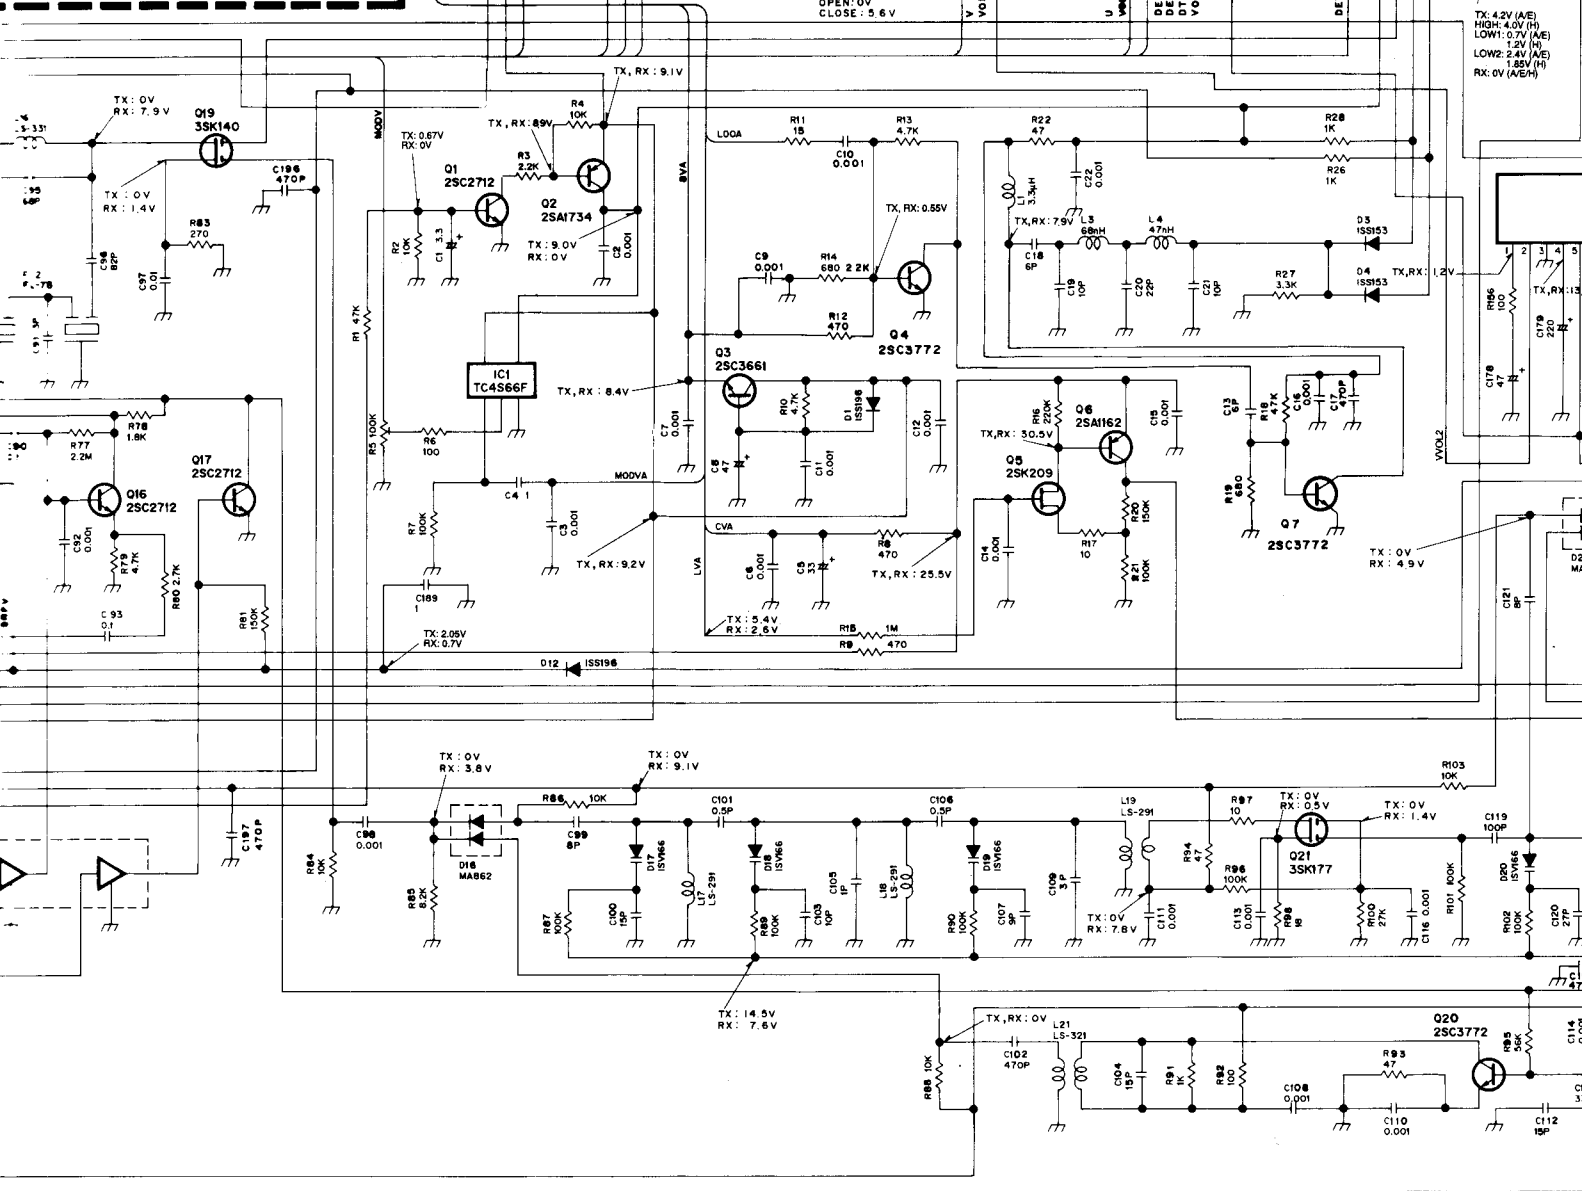 OPEN: 0V
CLOSE: 5.6V
TX: 4.2V (A/E)
HIGH: 4.0V (H)
LOW1: 0.7V (A/E)
1.2V (H)
LOW2: 2.4V (A/E)
1.85V (H)
RX: 0V (A/E/H)
TX: 0V
RX: 7.9V
Q19
3SK140
TX: 0V
RX: 1.4V
C196
470P
R83
270
C97
0.01
C96
82P
MODV
TX: 0.67V
RX: 0V
Q1
2SC2712
R2
10K
C1 3.3
TX, RX: 8.9V
R3
2.2K
R4
10K
TX, RX: 9.1V
Q2
2SA1734
TX: 9.0V
RX: 0V
C2
0.001
8VA
LOOA
R11
15
C10
0.001
R13
4.7K
TX, RX: 0.55V
C9
0.001
R14
680
2.2K
R12
470
Q4
2SC3772
R22
47
C22
0.001
L1
3.3μH
TX, RX: 7.9V
C18
6P
L3
68nH
L4
47nH
C19
10P
C20
22P
C21
10P
R28
1K
R26
1K
D3
ISS153
D4
ISS153
R27
3.3K
TX, RX: 1.2V
1 2 3 4 5
R156
100
C179
220
C178
47
R1 47K
IC1
TC4S66F
R5 100K
R6
100
R7
100K
C4 1
C3
0.001
MODVA
TX, RX: 8.4V
Q3
2SC3661
C7
0.001
C8
47
R10
4.7K
C11
0.001
D1
ISS196
C12
0.001
TX, RX: 9.2V
CVA
LVA
C6
0.001
C5
33
R8
470
TX, RX: 25.5V
TX, RX: 30.5V
R16
220K
Q5
2SK209
Q6
2SA1162
C15
0.001
C14
0.001
R17
10
R20
150K
R21
100K
C13
6P
R18
47K
C16
0.001
C17
470P
R19
680
Q7
2SC3772
VVOL2
TX: 0V
RX: 4.9V
C121
8P
R77
2.2M
R78
1.8K
Q16
2SC2712
Q17
2SC2712
C92
0.001
R79
4.7K
R80 2.7K
C93
0.1
R81
150K
C189
1
TX: 2.05V
RX: 0.7V
D12
ISS196
TX: 5.4V
RX: 2.6V
R15
1M
R9
470
TX: 0V
RX: 3.8V
TX: 0V
RX: 9.1V
C197
470P
R84
10K
C98
0.001
R85
8.2K
D16
MA862
R86
10K
C99
8P
C101
0.5P
R87
100K
D17
ISV166
C100
15P
L17
LS-291
D18
ISV166
R89
100K
C103
10P
C105
1P
L18
LS-291
C106
0.5P
D19
ISV166
R90
100K
C107
9P
C109
3P
L19
LS-291
R97
10
R94
47
R96
100K
TX: 0V
RX: 0.5V
TX: 0V
RX: 1.4V
Q21
3SK177
TX: 0V
RX: 7.8V
C111
0.001
C113
0.001
R98
18
R100
27K
C116 0.001
R103
10K
C119
100P
R101 100K
D20
ISV166
R102
100K
C120
27P
TX: 14.5V
RX: 7.6V
TX, RX: 0V
R88 10K
C102
470P
L21
LS-321
C104
15P
R91
1K
R92
100
C108
0.001
R93
47
C110
0.001
Q20
2SC3772
R95
56K
C112
15P
C114